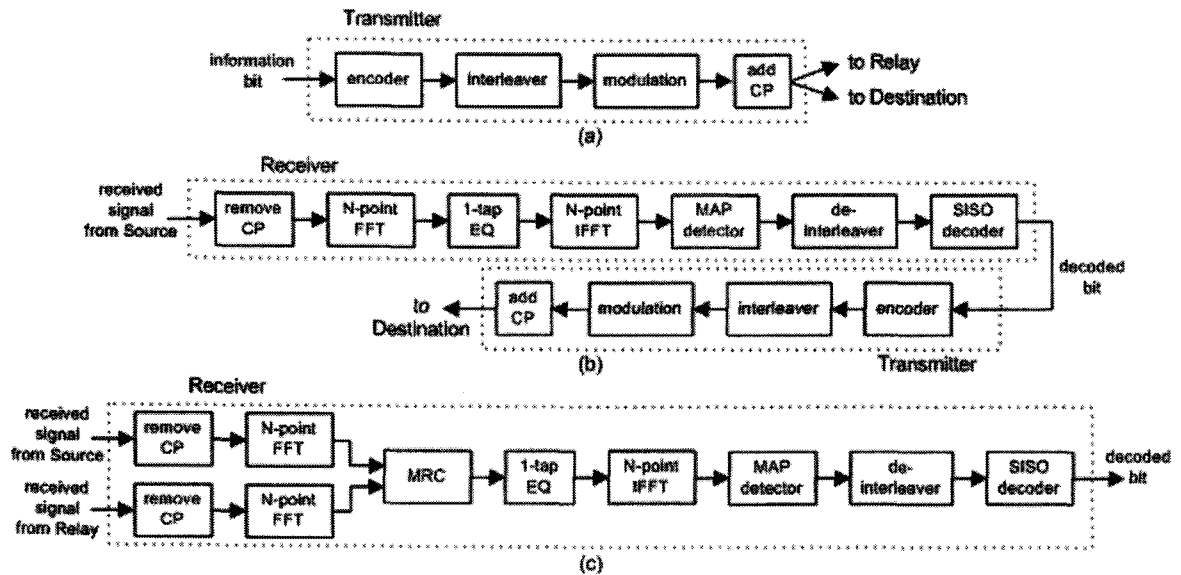 Transmitter
information
bit
encoder
interleaver
modulation
add
CP
to Relay
to Destination
(a)
Receiver
received
signal
from Source
remove
CP
N-point
FFT
1-tap
EQ
N-point
IFFT
MAP
detector
de-
interleaver
SISO
decoder
decoded
bit
to
Destination
add
CP
modulation
interleaver
encoder
(b)
Transmitter
Receiver
received
signal
from Source
remove
CP
N-point
FFT
received
signal
from Relay
remove
CP
N-point
FFT
MRC
1-tap
EQ
N-point
IFFT
MAP
detector
de-
interleaver
SISO
decoder
decoded
bit
(c)